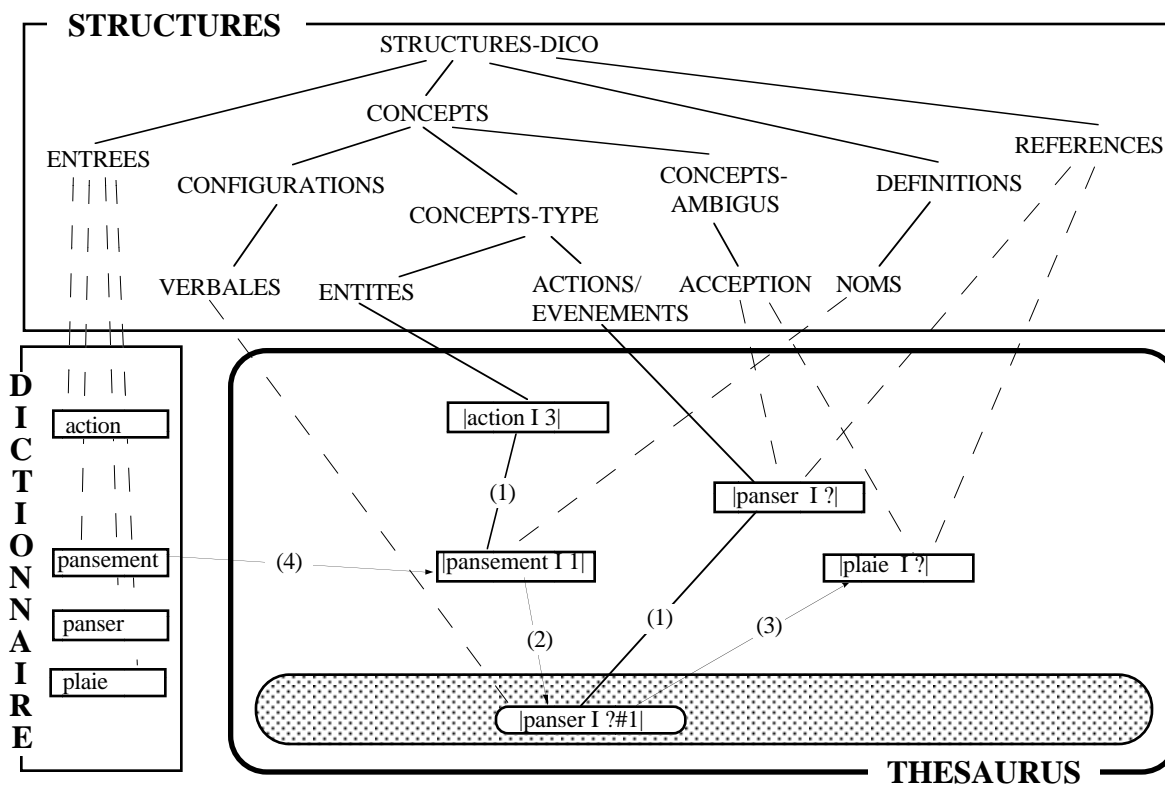 STRUCTURES
STRUCTURES-DICO
CONCEPTS
ENTREES
REFERENCES
CONFIGURATIONS
CONCEPTS-
AMBIGUS
DEFINITIONS
CONCEPTS-TYPE
VERBALES
ENTITES
ACTIONS/
EVENEMENTS
ACCEPTION
NOMS
DICTIONNAIRE
action
pansement
panser
plaie
|action I 3|
(1)
|panser I ?|
(4)
|pansement I 1|
|plaie I ?|
(2)
(1)
(3)
|panser I ?#1|
THESAURUS